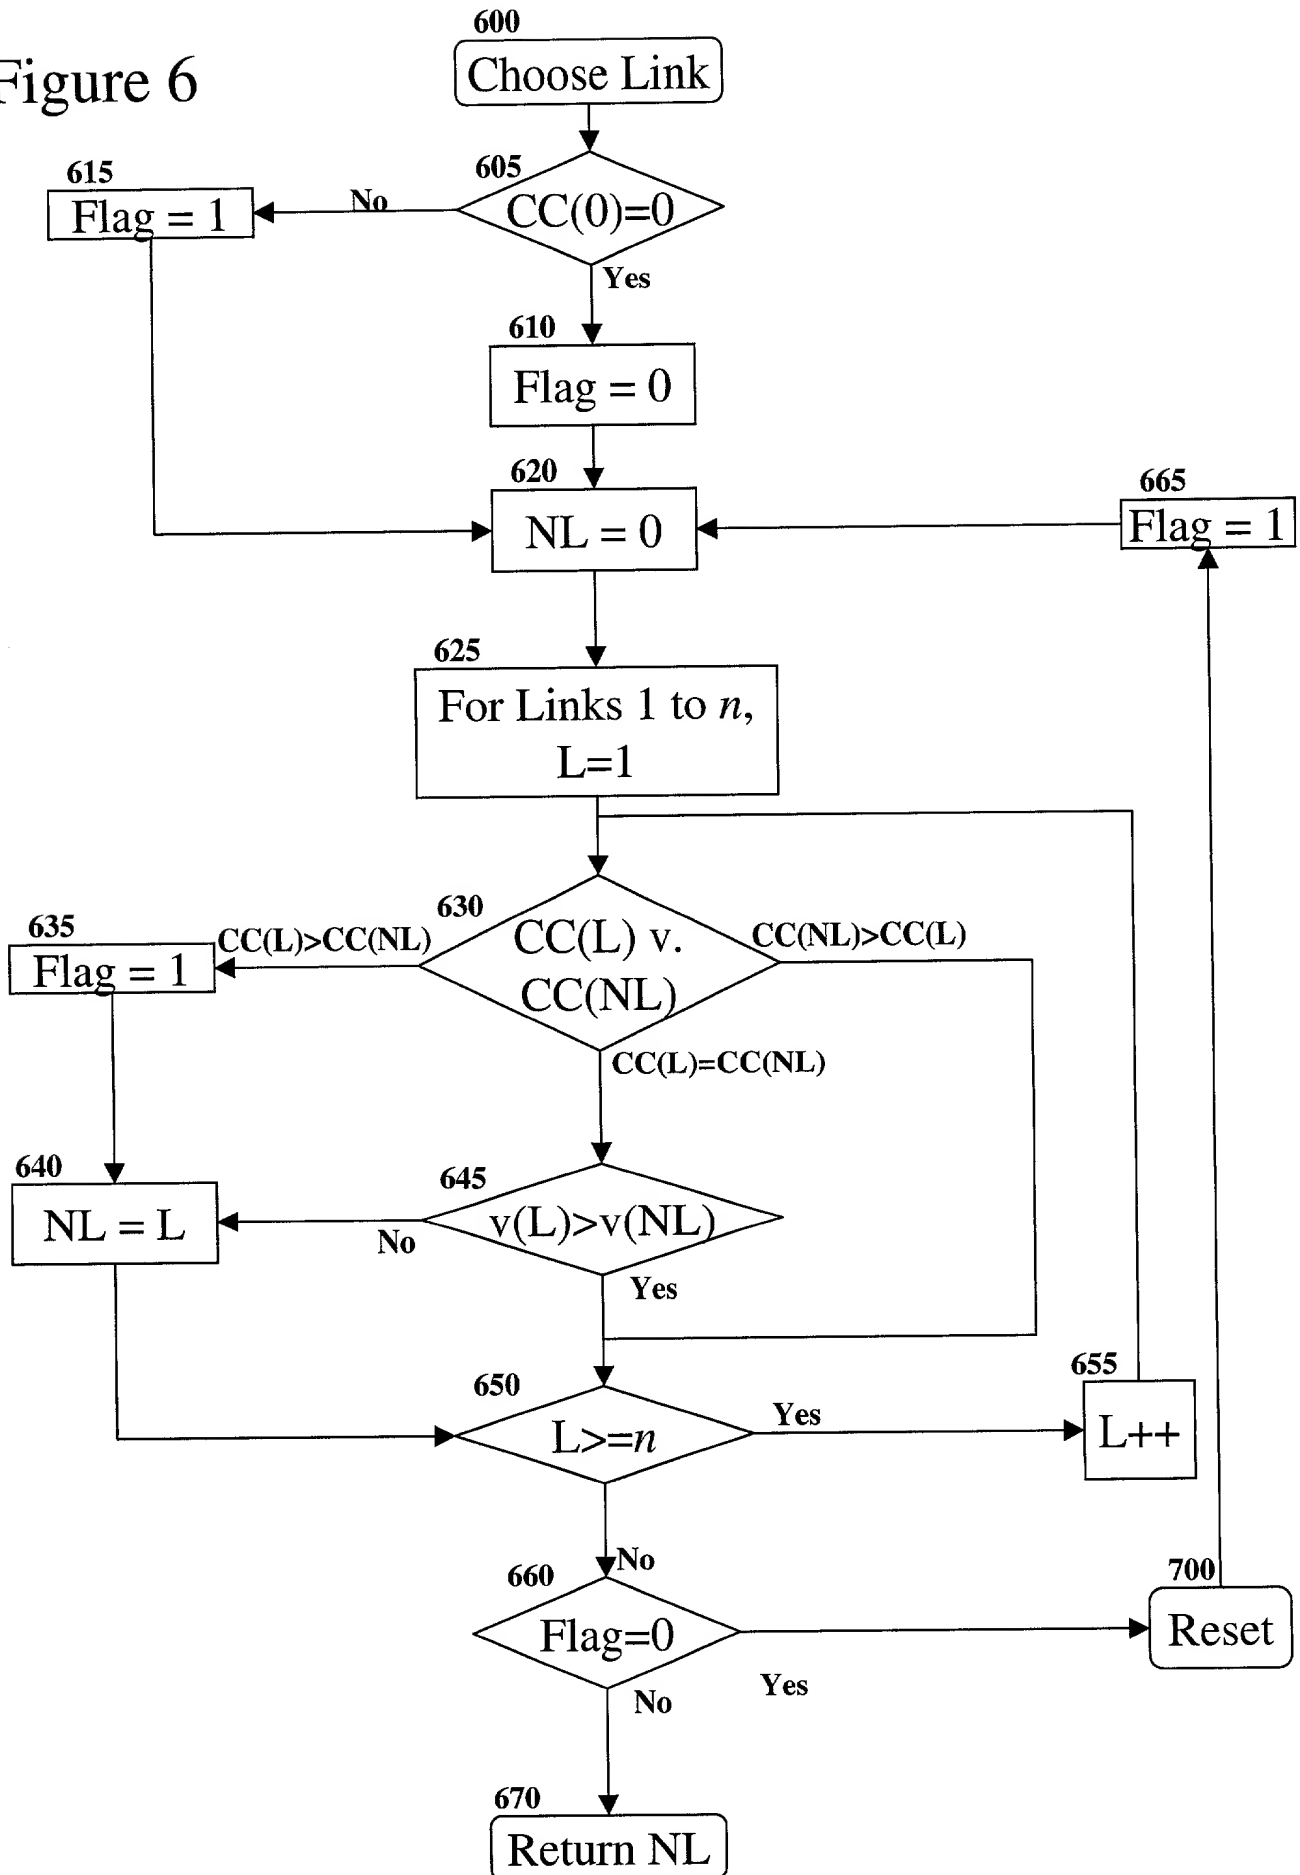 Figure 6
600
Choose Link
605
CC(0)=0
No
Yes
615
Flag = 1
610
Flag = 0
620
NL = 0
665
Flag = 1
625
For Links 1 to n,
L=1
630
CC(L) v.
CC(NL)
CC(L)>CC(NL)
CC(NL)>CC(L)
CC(L)=CC(NL)
635
Flag = 1
640
NL = L
645
v(L)>v(NL)
No
Yes
650
L>=n
Yes
No
655
L++
660
Flag=0
Yes
No
700
Reset
670
Return NL